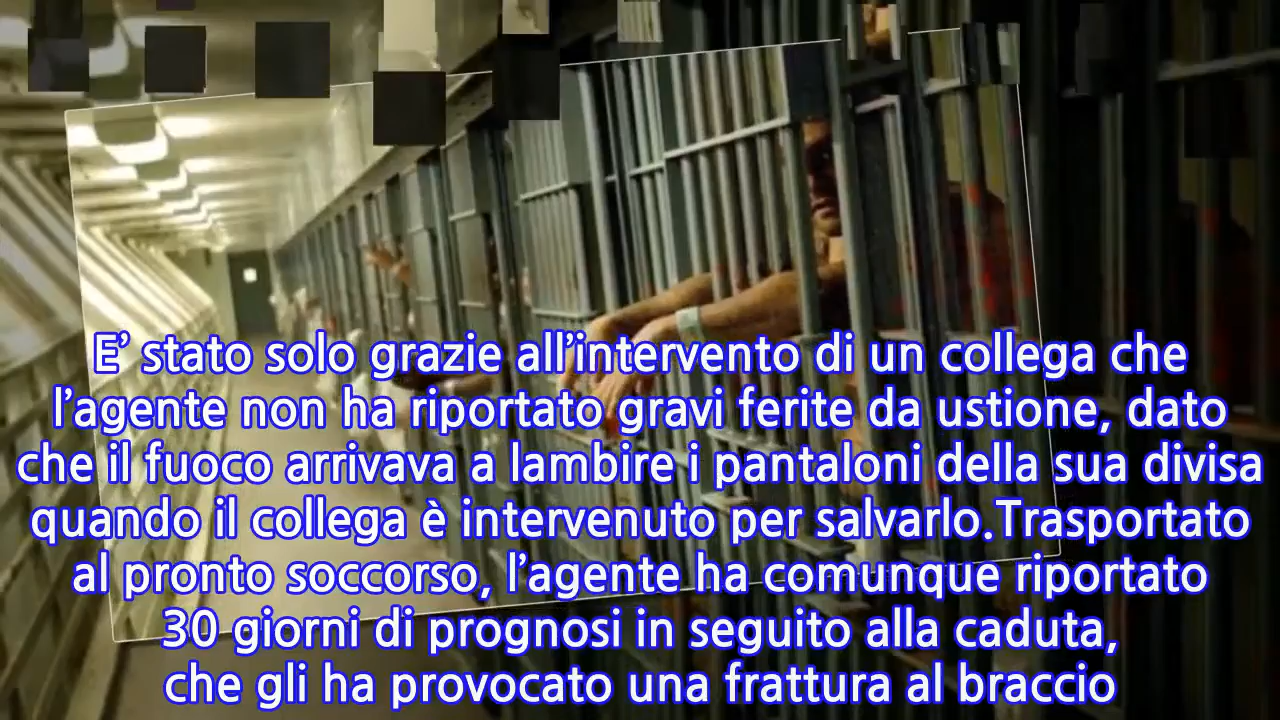 E’ stato solo grazie all’intervento di un collega che
l’agente non ha riportato gravi ferite da ustione, dato
che il fuoco arrivava a lambire i pantaloni della sua divisa
quando il collega è intervenuto per salvarlo.Trasportato
al pronto soccorso, l’agente ha comunque riportato
30 giorni di prognosi in seguito alla caduta,
che gli ha provocato una frattura al braccio